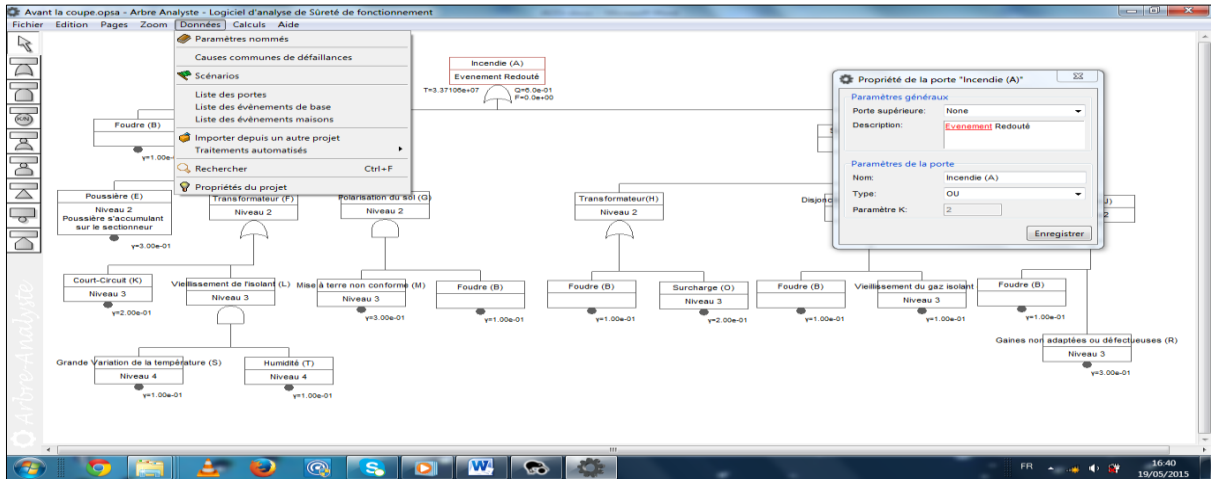 Avant la coupe.opsa - Arbre Analyste - Logiciel d'analyse de Sûreté de fonctionnement
Fichier Edition Pages Zoom Données Calculs Aide
Paramètres nommés
Causes communes de défaillances
Scénarios
Liste des portes
Liste des évènements de base
Liste des évènements maisons
Importer depuis un autre projet
Traitements automatisés
Rechercher Ctrl+F
Propriétés du projet
Incendie (A)
Evenement Redouté
T=3.37106e+07 Q=6.0e-01
F=0.0e+00
Propriété de la porte "Incendie (A)"
Paramètres généraux
Porte supérieure: None
Description: Evenement Redouté
Paramètres de la porte
Nom: Incendie (A)
Type: OU
Paramètre K: 2
Enregistrer
Foudre (B)
γ=1.00e-
K/N
Poussière (E)
Niveau 2
Poussière s'accumulant
sur le sectionneur
γ=3.00e-01
Transformateur (F)
Niveau 2
Polarisation du sol (G)
Niveau 2
Transformateur(H)
Niveau 2
Disjonc
J)
2
Court-Circuit (K)
Niveau 3
γ=2.00e-01
Vieillissement de l'isolant (L)
Niveau 3
Mise à terre non conforme (M)
Niveau 3
γ=3.00e-01
Foudre (B)
γ=1.00e-01
Foudre (B)
γ=1.00e-01
Surcharge (O)
Niveau 3
γ=2.00e-01
Foudre (B)
γ=1.00e-01
Vieillissement du gaz isolant
Niveau 3
γ=1.00e-01
Foudre (B)
γ=1.00e-01
Gaines non adaptées ou défectueuses (R)
Niveau 3
γ=3.00e-01
Grande Variation de la température (S)
Niveau 4
γ=1.00e-01
Humidité (T)
Niveau 4
γ=1.00e-01
Arbre-Analyste
FR
16:40
19/05/2015